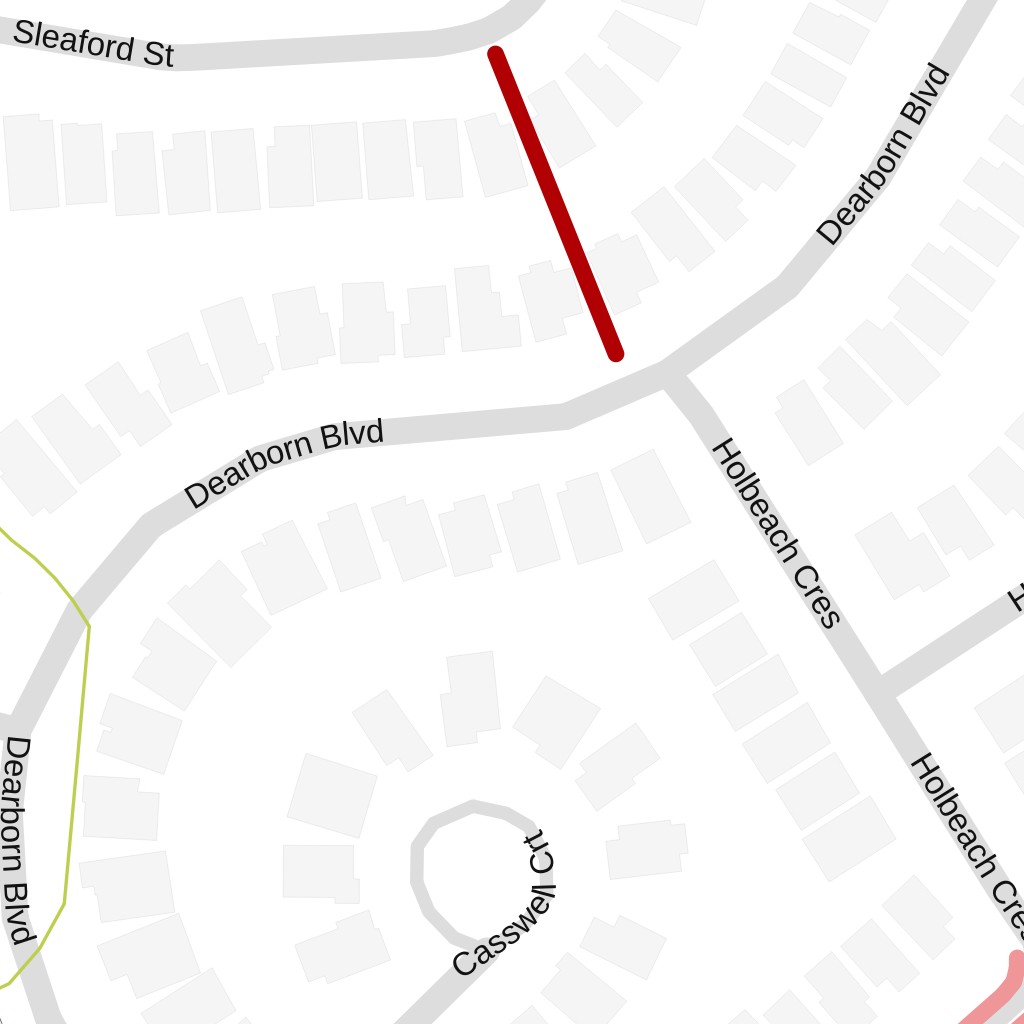 Sleaford St
Dearborn Blvd
Dearborn Blvd
Holbeach Cres
Dearborn Blvd
Holbeach Cres
Casswell Crt